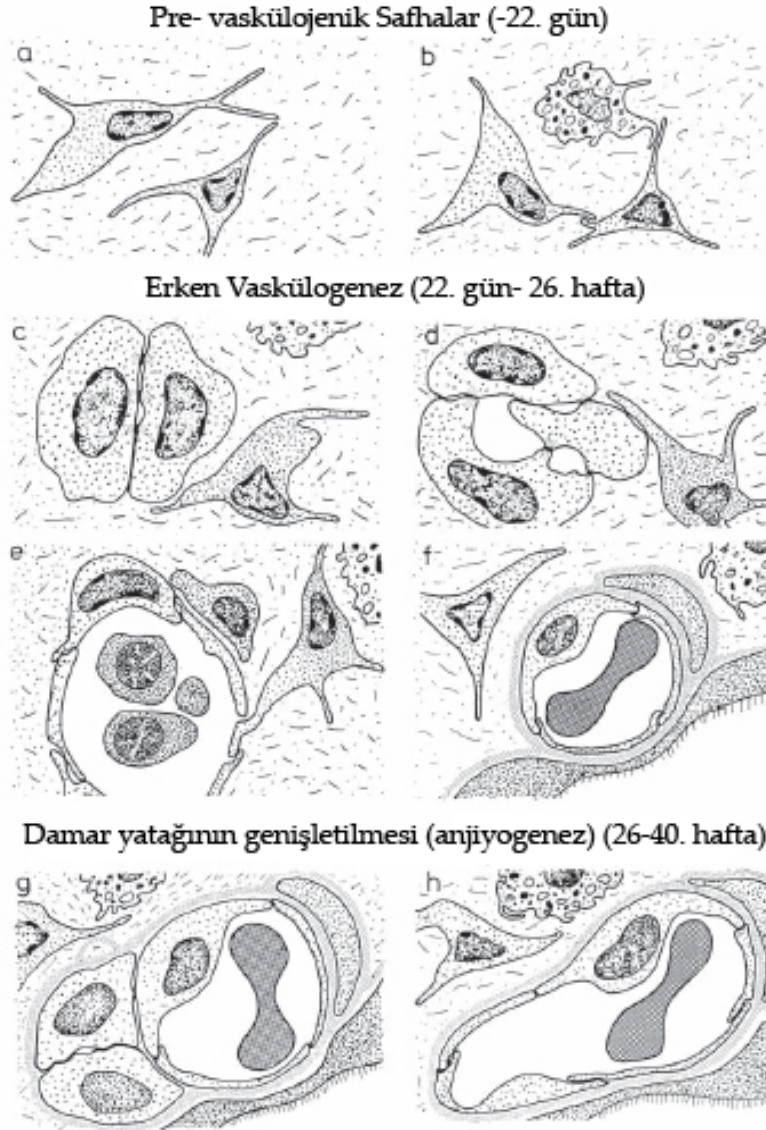 Pre- vaskülojenik Safhalar (-22. gün)
a
b
Erken Vaskülogenez (22. gün- 26. hafta)
c
d
e
f
Damar yatağının genişletilmesi (anjiyogenez) (26-40. hafta)
g
h